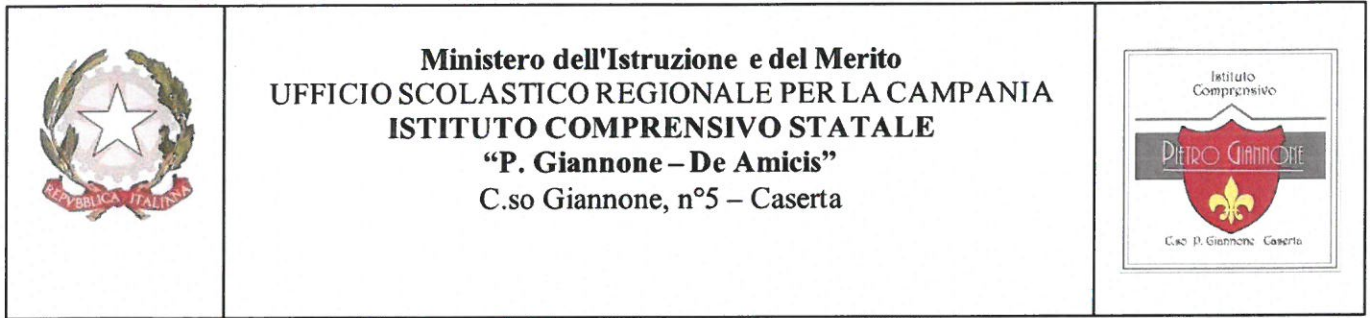 REPVBBLICA ITALIANA
Ministero dell'Istruzione e del Merito
UFFICIO SCOLASTICO REGIONALE PER LA CAMPANIA
ISTITUTO COMPRENSIVO STATALE
“P. Giannone – De Amicis”
C.so Giannone, n°5 – Caserta
Istituto
Comprensivo
PIETRO GIANNONE
C.so P. Giannone Caserta